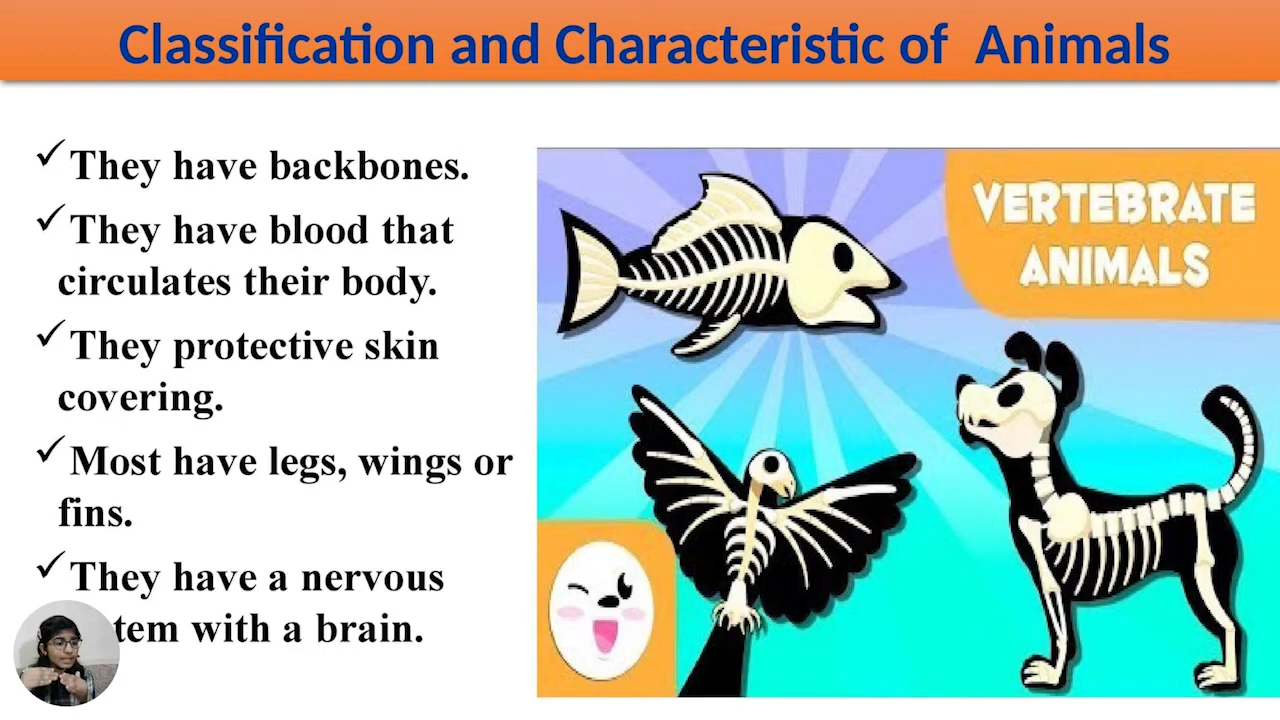 Classification and Characteristic of Animals
✓They have backbones.
✓They have blood that
circulates their body.
✓They protective skin
covering.
✓Most have legs, wings or
fins.
✓They have a nervous
tem with a brain.
VERTEBRATE
ANIMALS